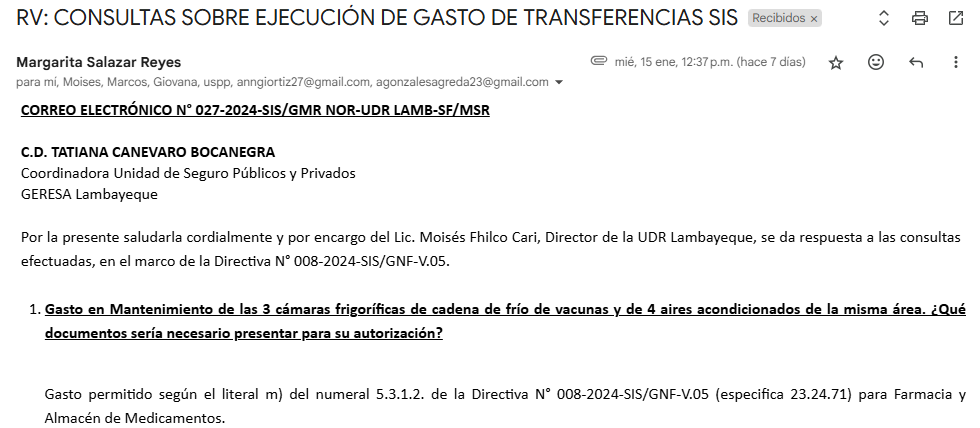 RV: CONSULTAS SOBRE EJECUCIÓN DE GASTO DE TRANSFERENCIAS SIS Recibidos ×
Margarita Salazar Reyes mié, 15 ene, 12:37 p.m. (hace 7 días)
para mí, Moises, Marcos, Giovana, uspp, anngiortiz27@gmail.com, agonzalesagreda23@gmail.com
CORREO ELECTRÓNICO N° 027-2024-SIS/GMR NOR-UDR LAMB-SF/MSR
C.D. TATIANA CANEVARO BOCANEGRA
Coordinadora Unidad de Seguro Públicos y Privados
GERESA Lambayeque
Por la presente saludarla cordialmente y por encargo del Lic. Moisés Fhilco Cari, Director de la UDR Lambayeque, se da respuesta a las consultas
efectuadas, en el marco de la Directiva N° 008-2024-SIS/GNF-V.05.
1. Gasto en Mantenimiento de las 3 cámaras frigoríficas de cadena de frío de vacunas y de 4 aires acondicionados de la misma área. ¿Qué
documentos sería necesario presentar para su autorización?
Gasto permitido según el literal m) del numeral 5.3.1.2. de la Directiva N° 008-2024-SIS/GNF-V.05 (especifica 23.24.71) para Farmacia y
Almacén de Medicamentos.